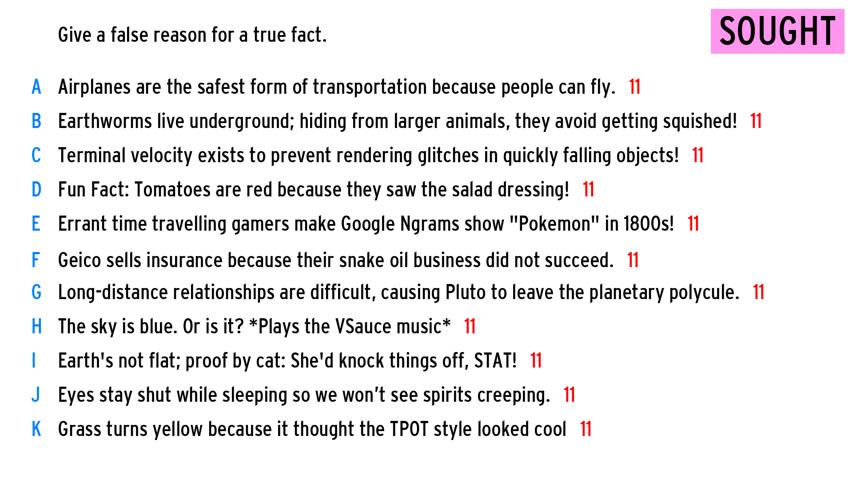 Give a false reason for a true fact.
SOUGHT
A Airplanes are the safest form of transportation because people can fly. 11
B Earthworms live underground; hiding from larger animals, they avoid getting squished! 11
C Terminal velocity exists to prevent rendering glitches in quickly falling objects! 11
D Fun Fact: Tomatoes are red because they saw the salad dressing! 11
E Errant time travelling gamers make Google Ngrams show "Pokemon" in 1800s! 11
F Geico sells insurance because their snake oil business did not succeed. 11
G Long-distance relationships are difficult, causing Pluto to leave the planetary polycule. 11
H The sky is blue. Or is it? *Plays the VSauce music* 11
I Earth's not flat; proof by cat: She'd knock things off, STAT! 11
J Eyes stay shut while sleeping so we won’t see spirits creeping. 11
K Grass turns yellow because it thought the TPOT style looked cool 11